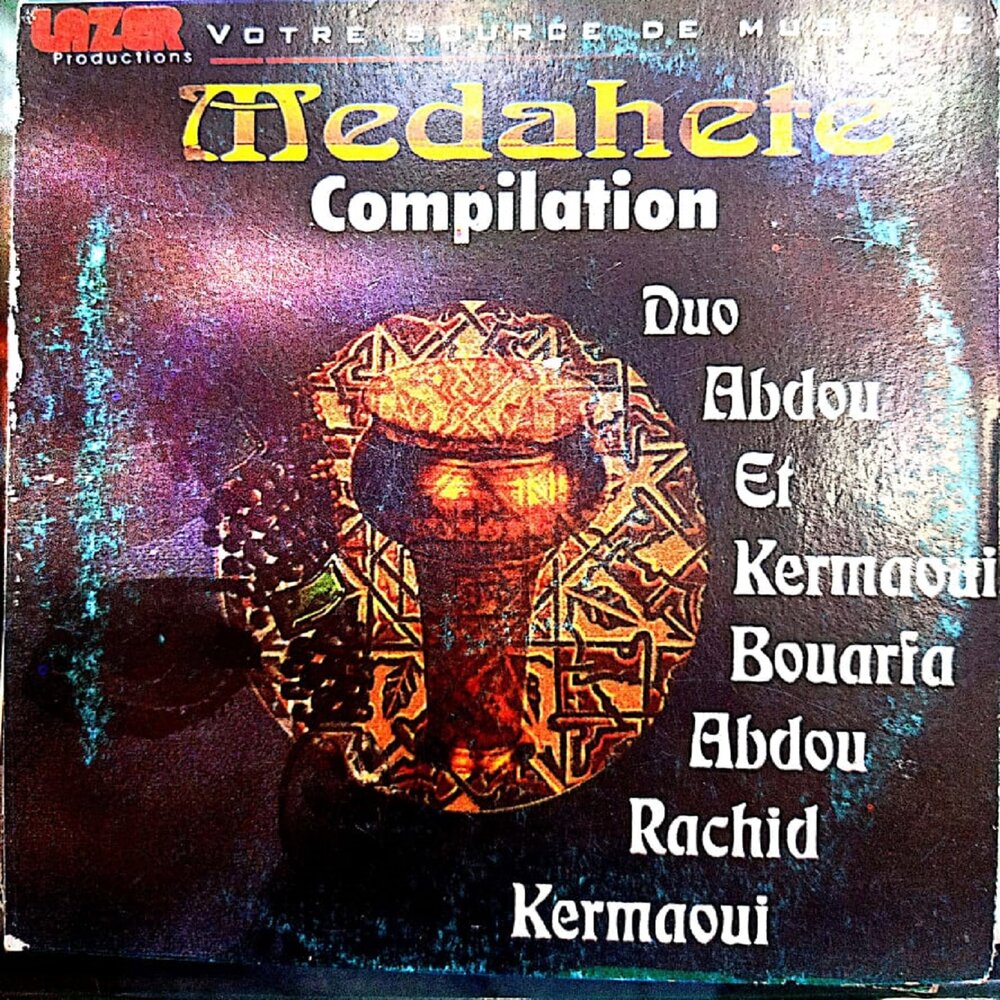 LAZER
Productions
VOTRE SOURCE DE MUSIQUE
Medahete
Compilation
Duo
Abdou
Et
Kermaoui
Bouarfa
Abdou
Rachid
Kermaoui